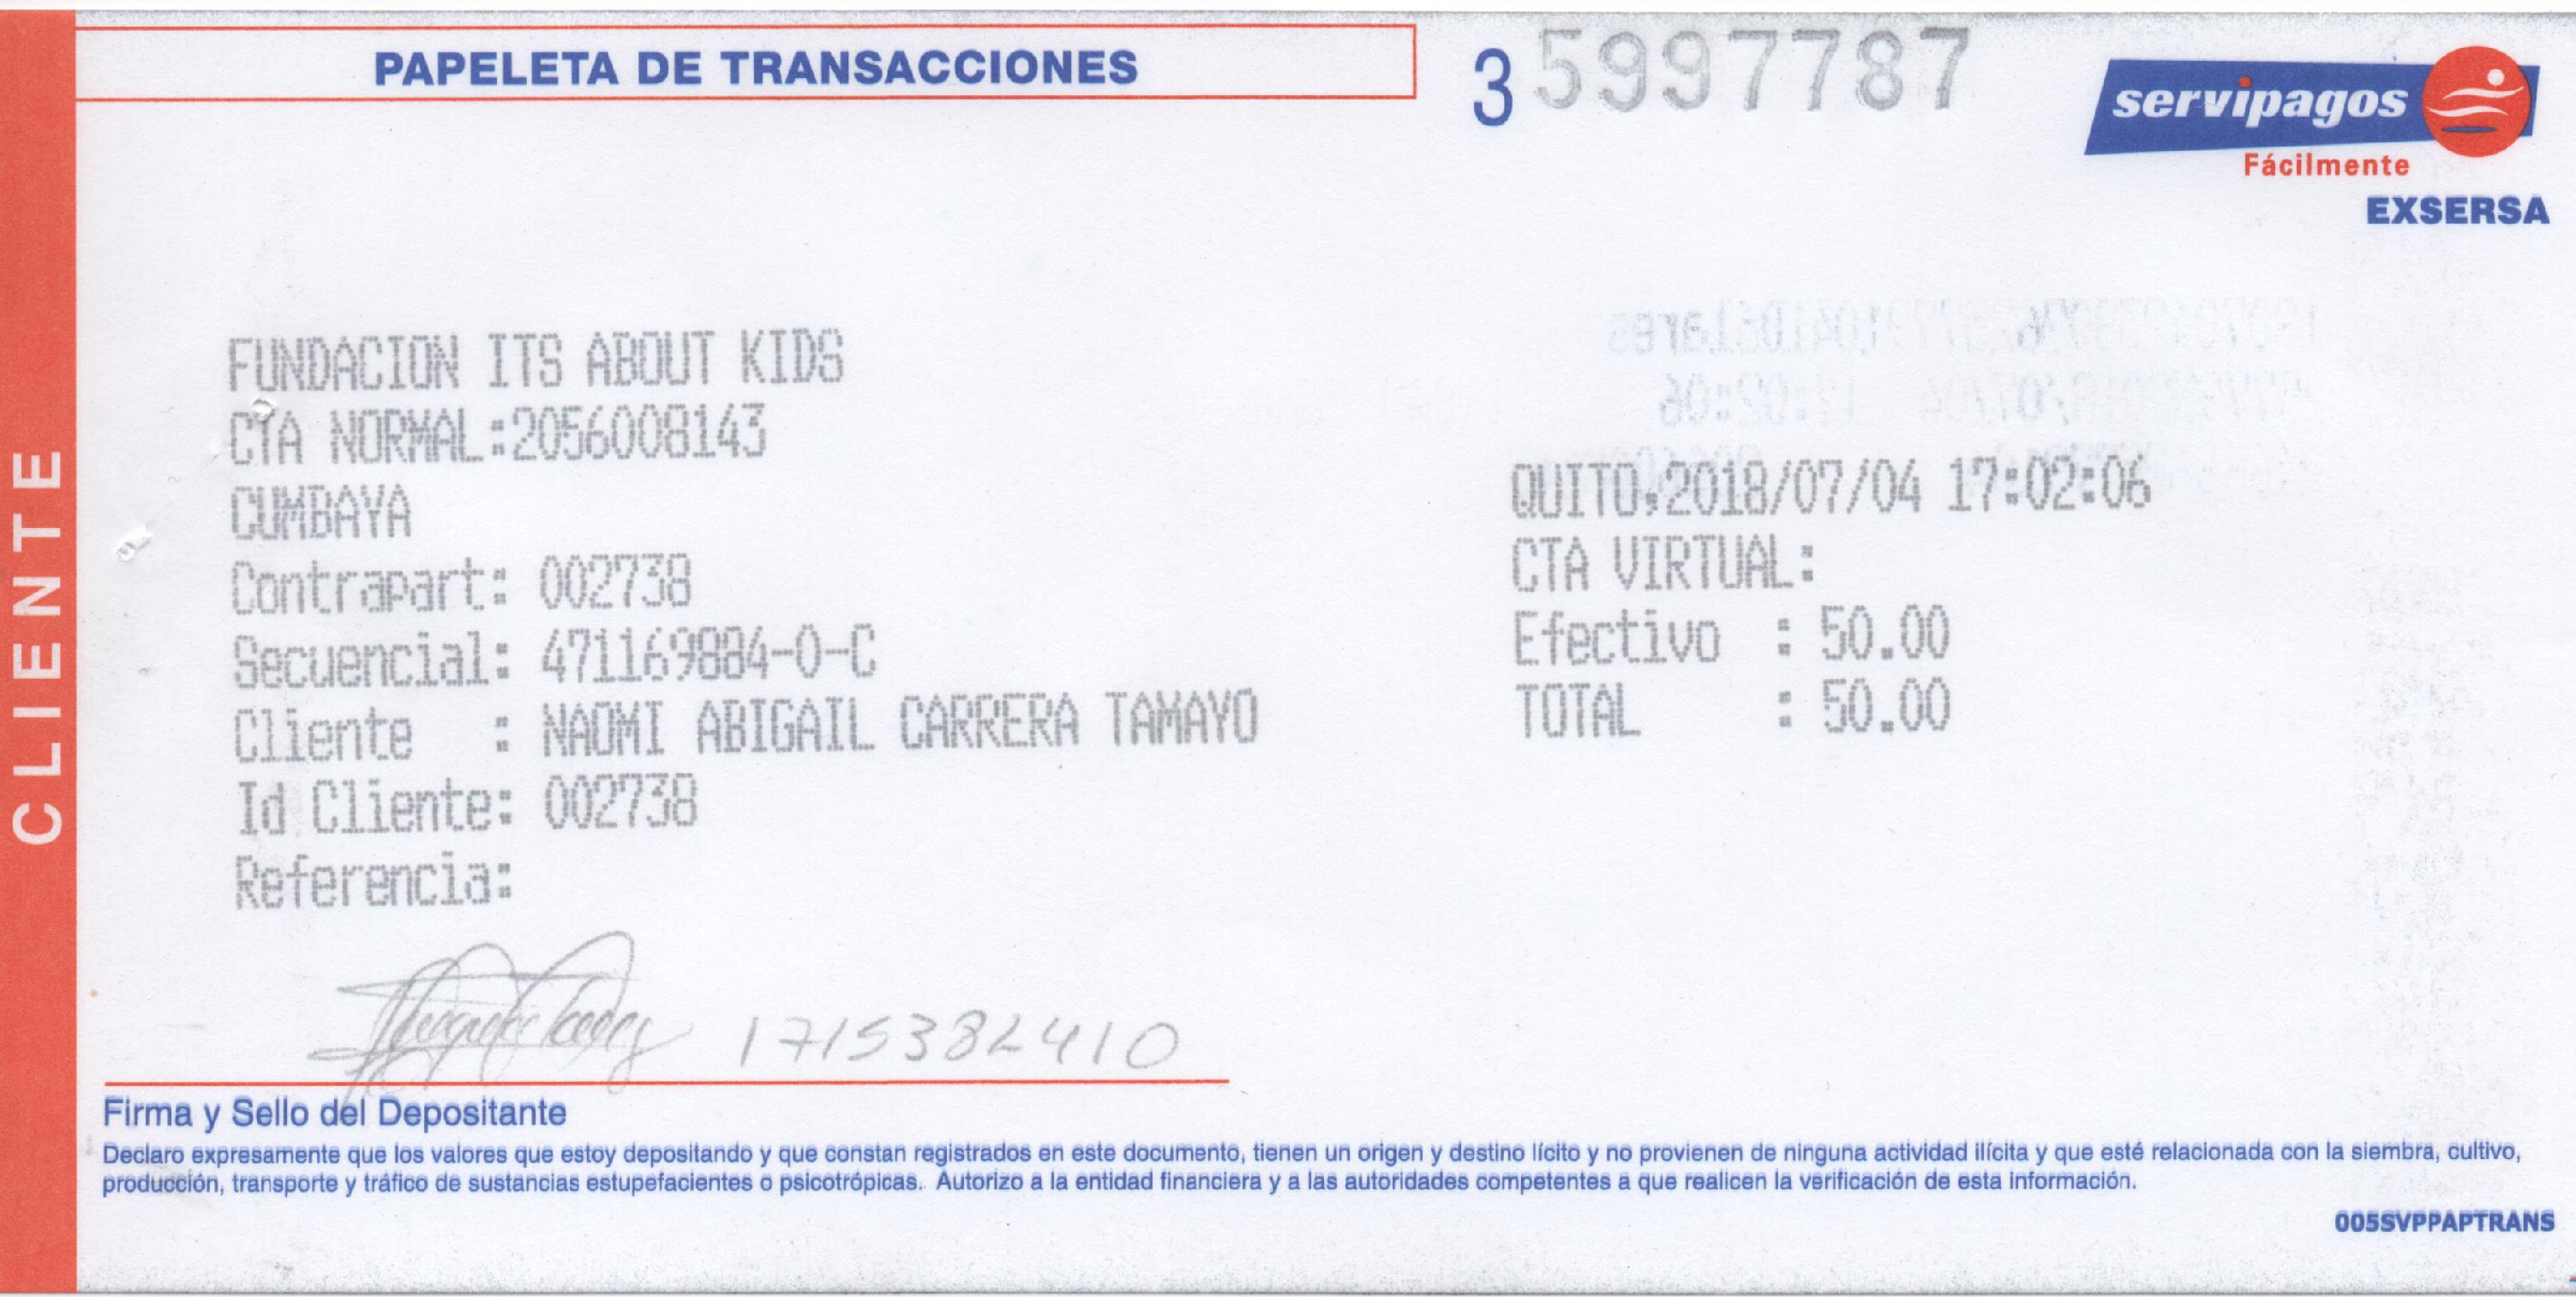 PAPELETA DE TRANSACCIONES
3 5997787
servipagos
Fácilmente
EXSERSA
CLIENTE
FUNDACION ITS ABOUT KIDS
CTA NORMAL:2056008143
CUMBAYA
Contrapart: 002738
Secuencial: 471169884-0-C
Cliente : NAOMI ABIGAIL CARRERA TAMAYO
Id Cliente: 002738
Referencia:
QUITO,2018/07/04 17:02:06
CTA VIRTUAL:
Efectivo : 50.00
TOTAL : 50.00
1715382410
Firma y Sello del Depositante
Declaro expresamente que los valores que estoy depositando y que constan registrados en este documento, tienen un origen y destino lícito y no provienen de ninguna actividad ilícita y que esté relacionada con la siembra, cultivo,
producción, transporte y tráfico de sustancias estupefacientes o psicotrópicas. Autorizo a la entidad financiera y a las autoridades competentes a que realicen la verificación de esta información.
005SVPPAPTRANS